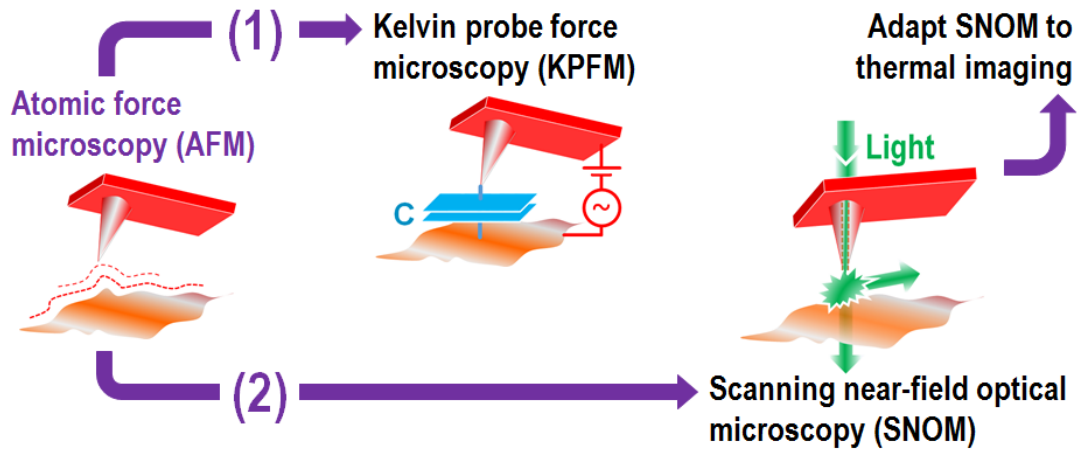 (1)
Kelvin probe force
microscopy (KPFM)
Adapt SNOM to
thermal imaging
Atomic force
microscopy (AFM)
Light
C
~
(2)
Scanning near-field optical
microscopy (SNOM)